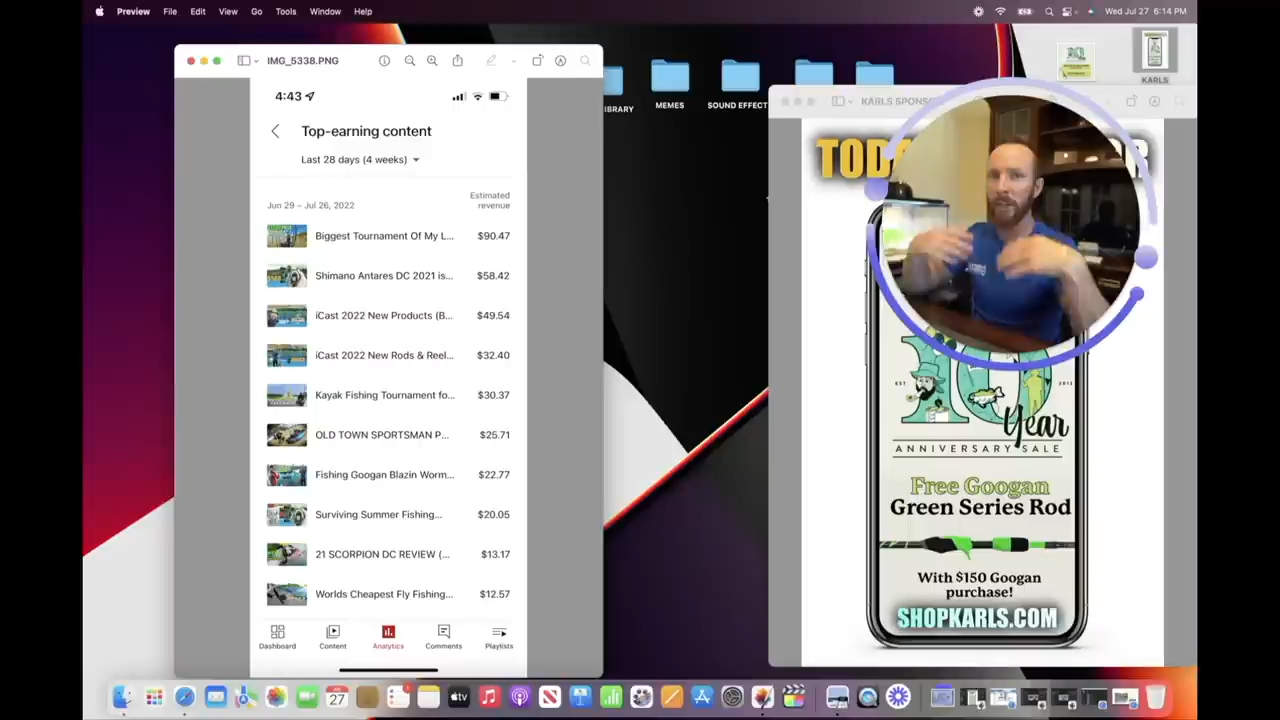 Preview File Edit View Go Tools Window Help
Wed Jul 27 6:14 PM
IMG_5338.PNG
4:43
Top-earning content
Last 28 days (4 weeks)
Estimated
Jun 29 – Jul 26, 2022 revenue
Biggest Tournament Of My L... $90.47
Shimano Antares DC 2021 is... $58.42
iCast 2022 New Products (B... $49.54
iCast 2022 New Rods & Reel... $32.40
Kayak Fishing Tournament fo... $30.37
OLD TOWN SPORTSMAN P... $25.71
Fishing Googan Blazin Worm... $22.77
Surviving Summer Fishing... $20.05
21 SCORPION DC REVIEW (... $13.17
Worlds Cheapest Fly Fishing... $12.57
Dashboard Content Analytics Comments Playlists
MEMES
SOUND EFFECT
KARLS
KARLS SPONS
10
Year
ANNIVERSARY SALE
Free Googan
Green Series Rod
With $150 Googan
purchase!
SHOPKARLS.COM
JUL
27
tv